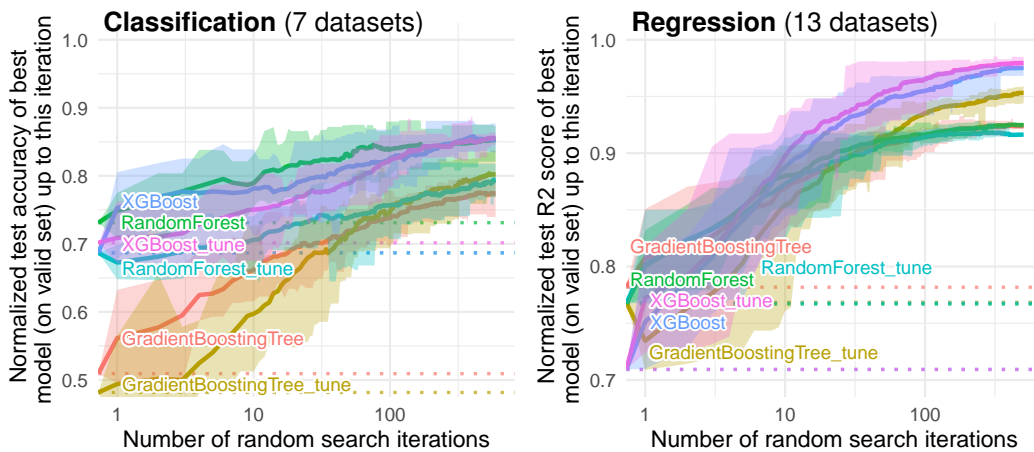 Classification (7 datasets)
Normalized test accuracy of best
model (on valid set) up to this iteration
1.0
0.9
0.8
0.7
0.6
0.5
XGBoost
RandomForest
XGBoost_tune
RandomForest_tune
GradientBoostingTree
GradientBoostingTree_tune
1 10 100
Number of random search iterations
Regression (13 datasets)
Normalized test R2 score of best
model (on valid set) up to this iteration
1.0
0.9
0.8
0.7
GradientBoostingTree
RandomForest_tune
RandomForest
XGBoost_tune
XGBoost
GradientBoostingTree_tune
1 10 100
Number of random search iterations